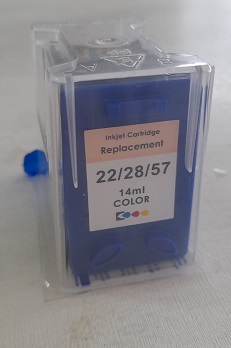 Inkjet Cartridge
Replacement
22/28/57
14ml
COLOR